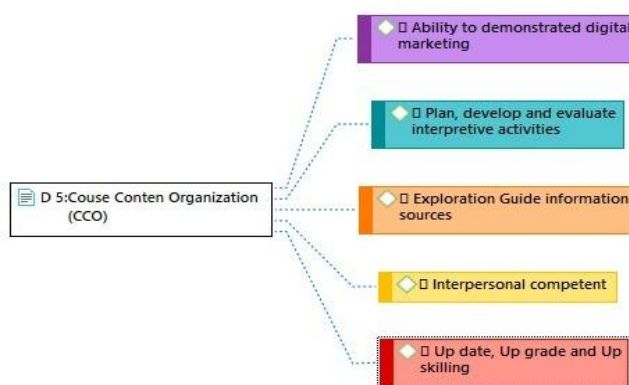 Ability to demonstrated digital
marketing
Plan, develop and evaluate
interpretive activities
D 5:Couse Conten Organization
(CCO)
Exploration Guide information
sources
Interpersonal competent
Up date, Up grade and Up
skilling